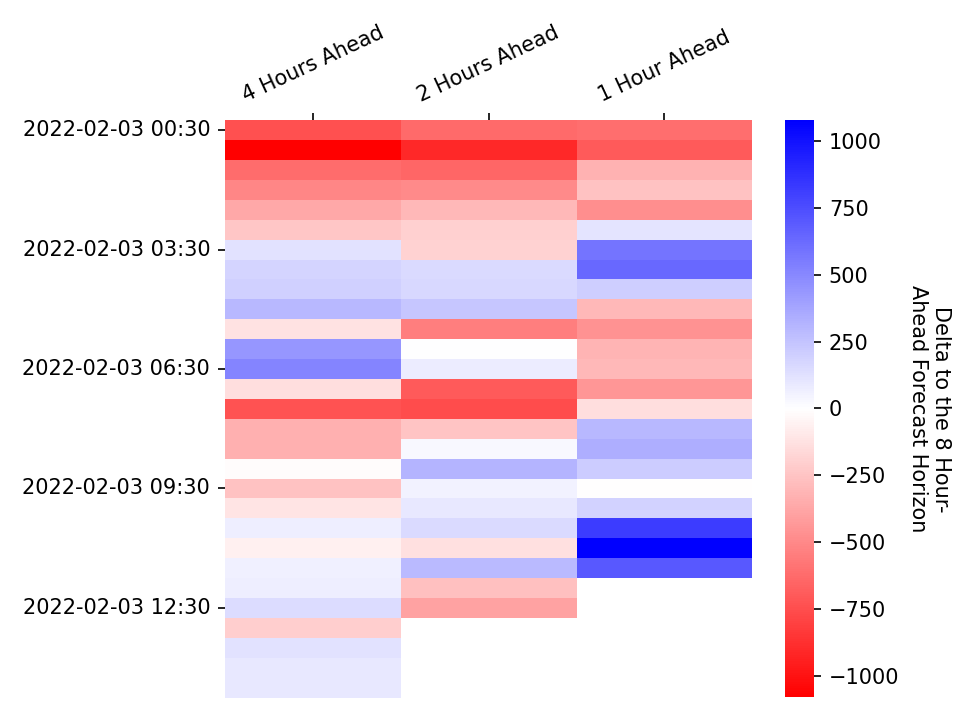 4 Hours Ahead
2 Hours Ahead
1 Hour Ahead
2022-02-03 00:30
2022-02-03 03:30
2022-02-03 06:30
2022-02-03 09:30
2022-02-03 12:30
1000
750
500
250
0
−250
−500
−750
−1000
Delta to the 8 Hour-
Ahead Forecast Horizon